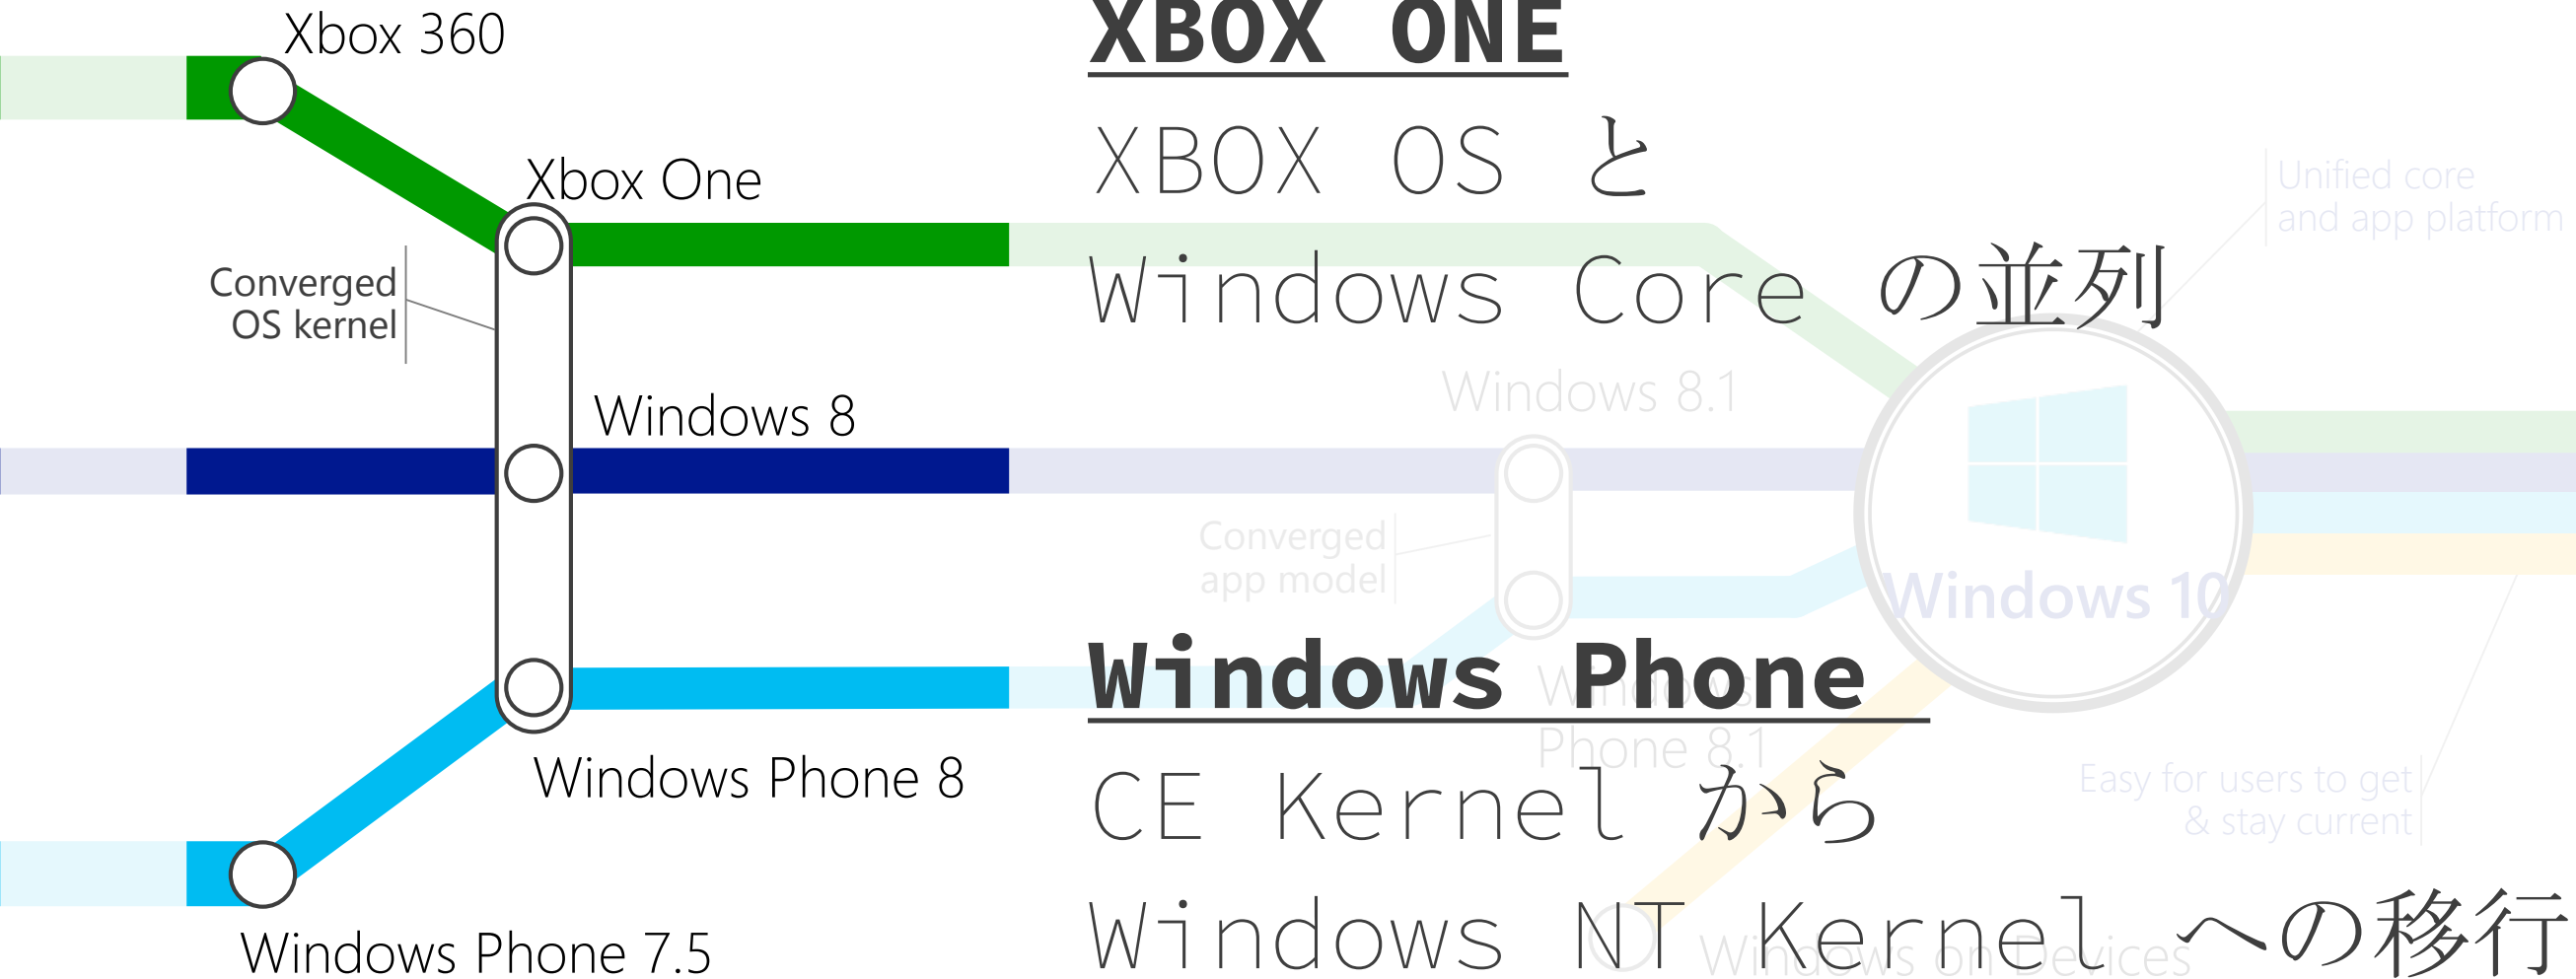 Xbox 360
XBOX ONE
XBOX OS と
Xbox One
Unified core
and app platform
Converged
OS kernel
Windows Core の並列
Windows 8.1
Windows 8
Converged
app model
Windows 10
Windows Phone
Windows
Phone 8.1
Windows Phone 8
CE Kernel から
Easy for users to get
& stay current
Windows Phone 7.5
Windows NT Kernel への移行
Windows on Devices